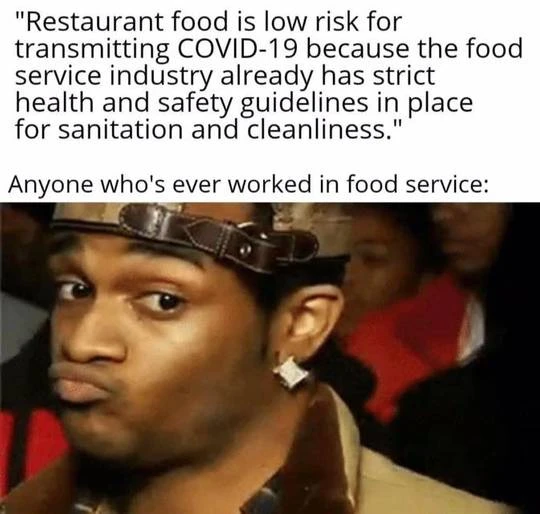 "Restaurant food is low risk for
transmitting COVID-19 because the food
service industry already has strict
health and safety guidelines in place
for sanitation and cleanliness."
Anyone who's ever worked in food service: